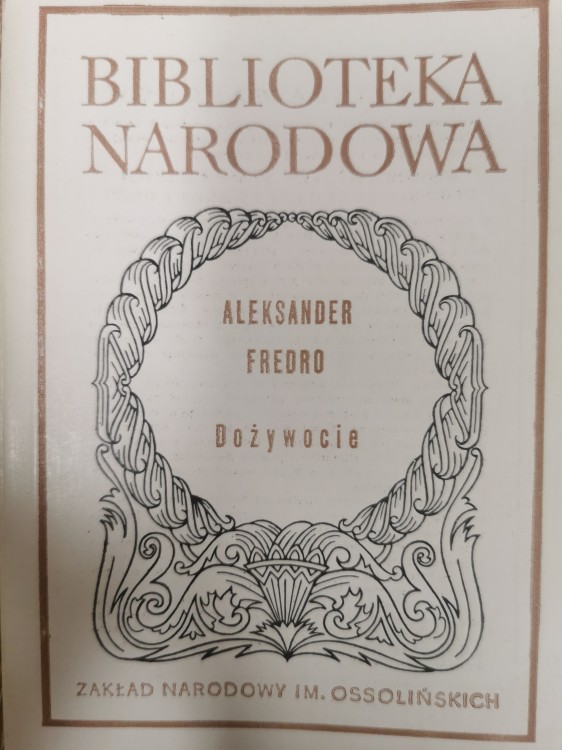 BIBLIOTEKA
NARODOWA
ALEKSANDER
FREDRO
Dożywocie
ZAKŁAD NARODOWY IM. OSSOLIŃSKICH